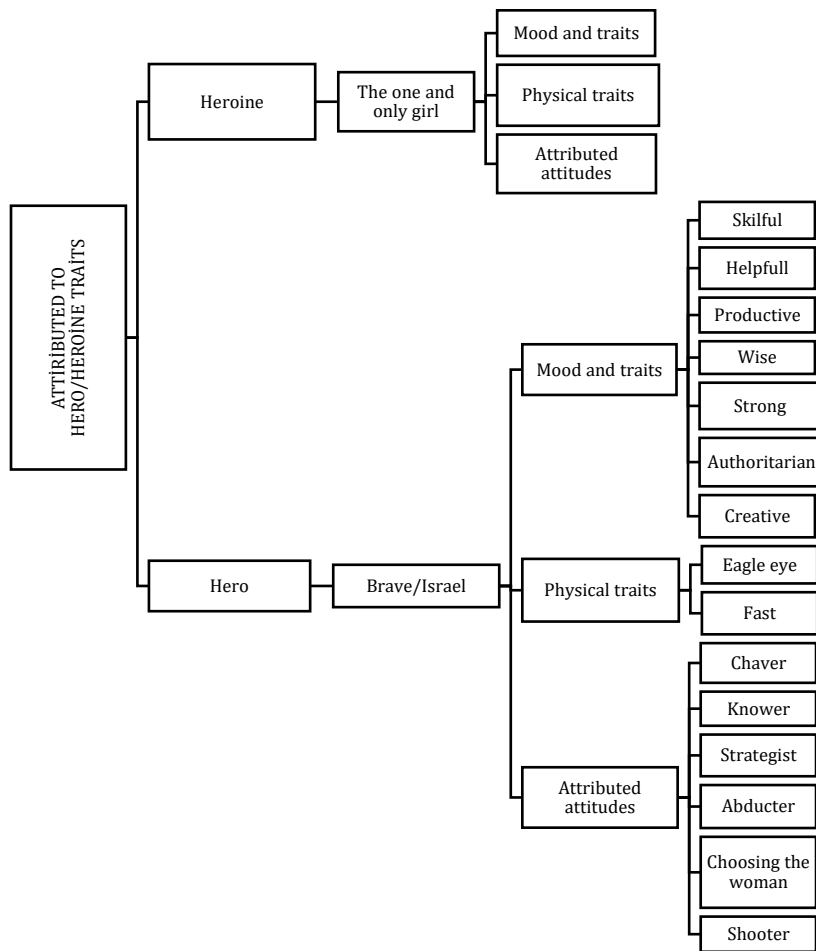 ATTİRİBUTED TO
HERO/HEROİNE TRAİTS
Heroine
The one and
only girl
Mood and traits
Physical traits
Attributed
attitudes
Hero
Brave/Israel
Mood and traits
Skilful
Helpfull
Productive
Wise
Strong
Authoritarian
Creative
Physical traits
Eagle eye
Fast
Attributed
attitudes
Chaver
Knower
Strategist
Abducter
Choosing the
woman
Shooter